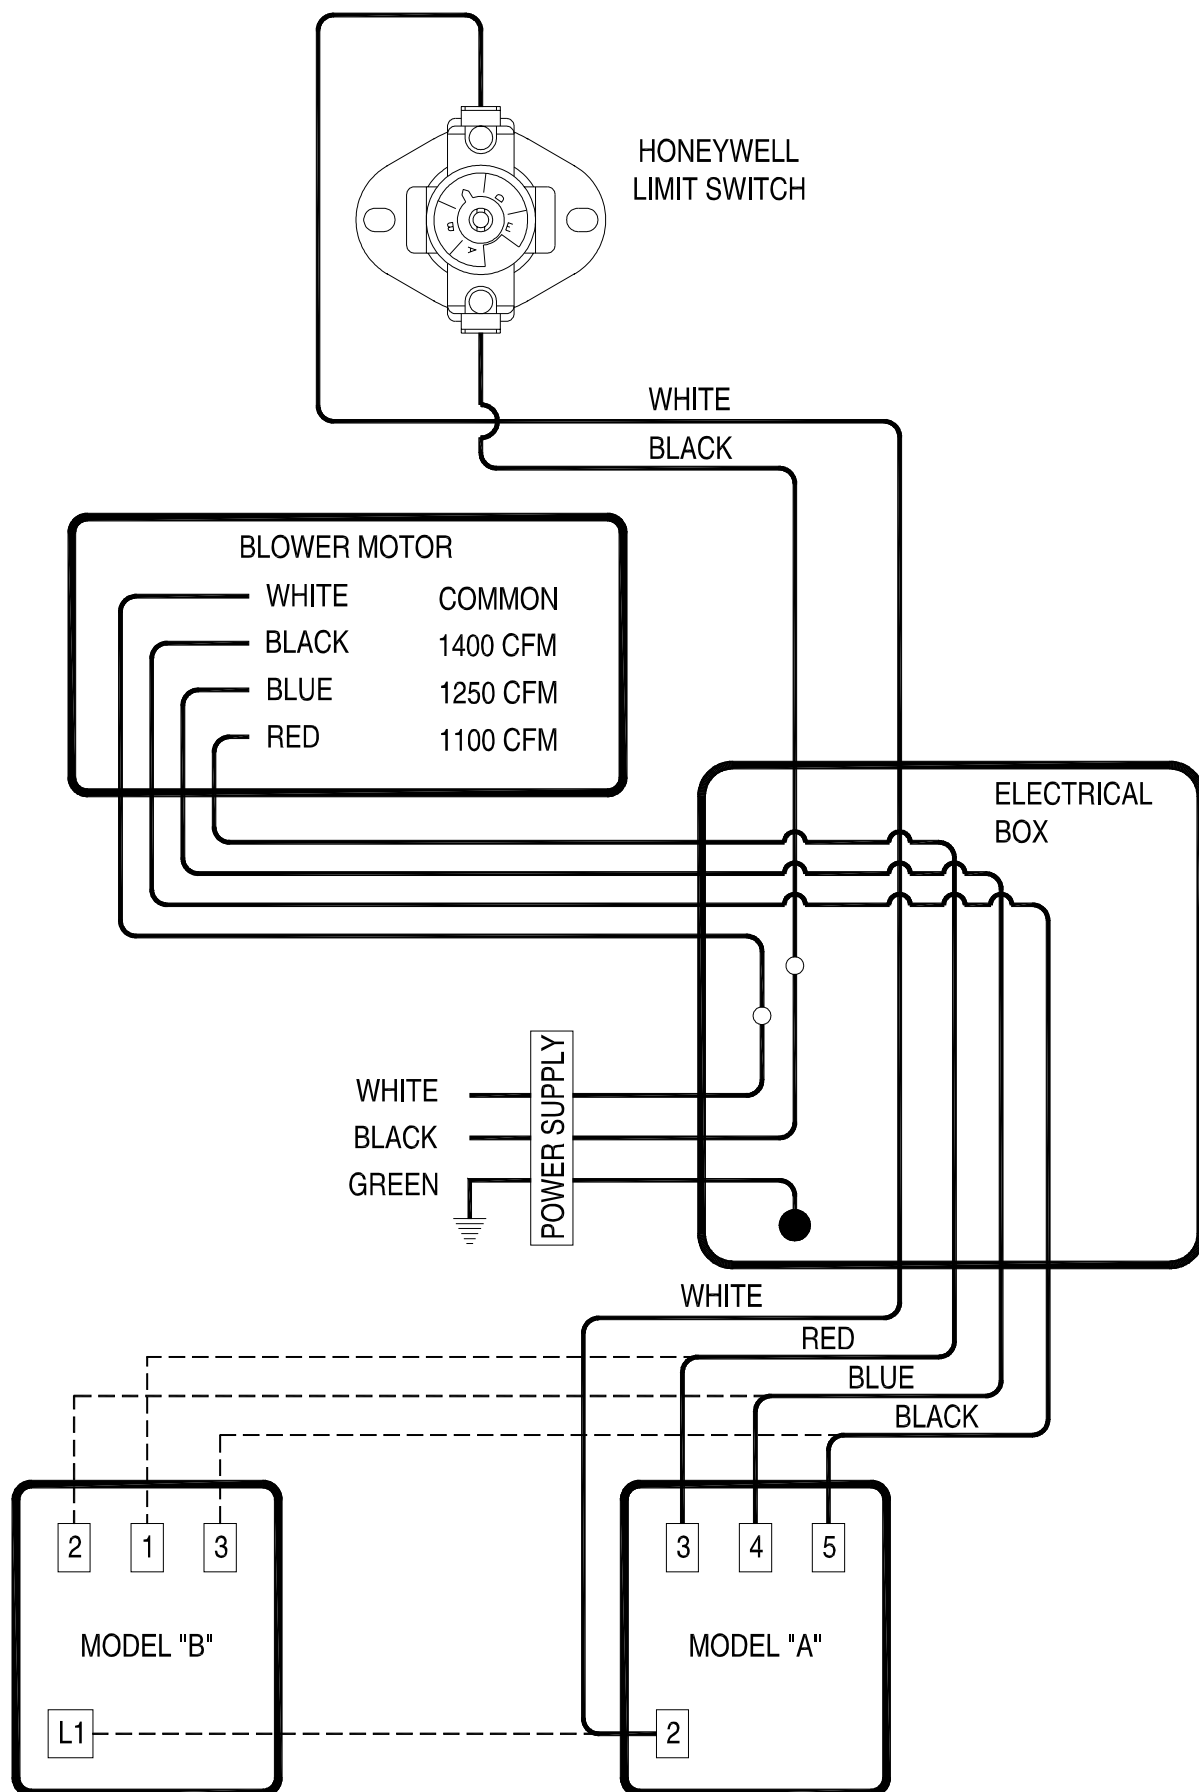 HONEYWELL
LIMIT SWITCH
D
E
B
A
WHITE
BLACK
BLOWER MOTOR
WHITE COMMON
BLACK 1400 CFM
BLUE 1250 CFM
RED 1100 CFM
ELECTRICAL
BOX
POWER SUPPLY
WHITE
BLACK
GREEN
WHITE
RED
BLUE
BLACK
2 1 3
MODEL "B"
L1
3 4 5
MODEL "A"
2